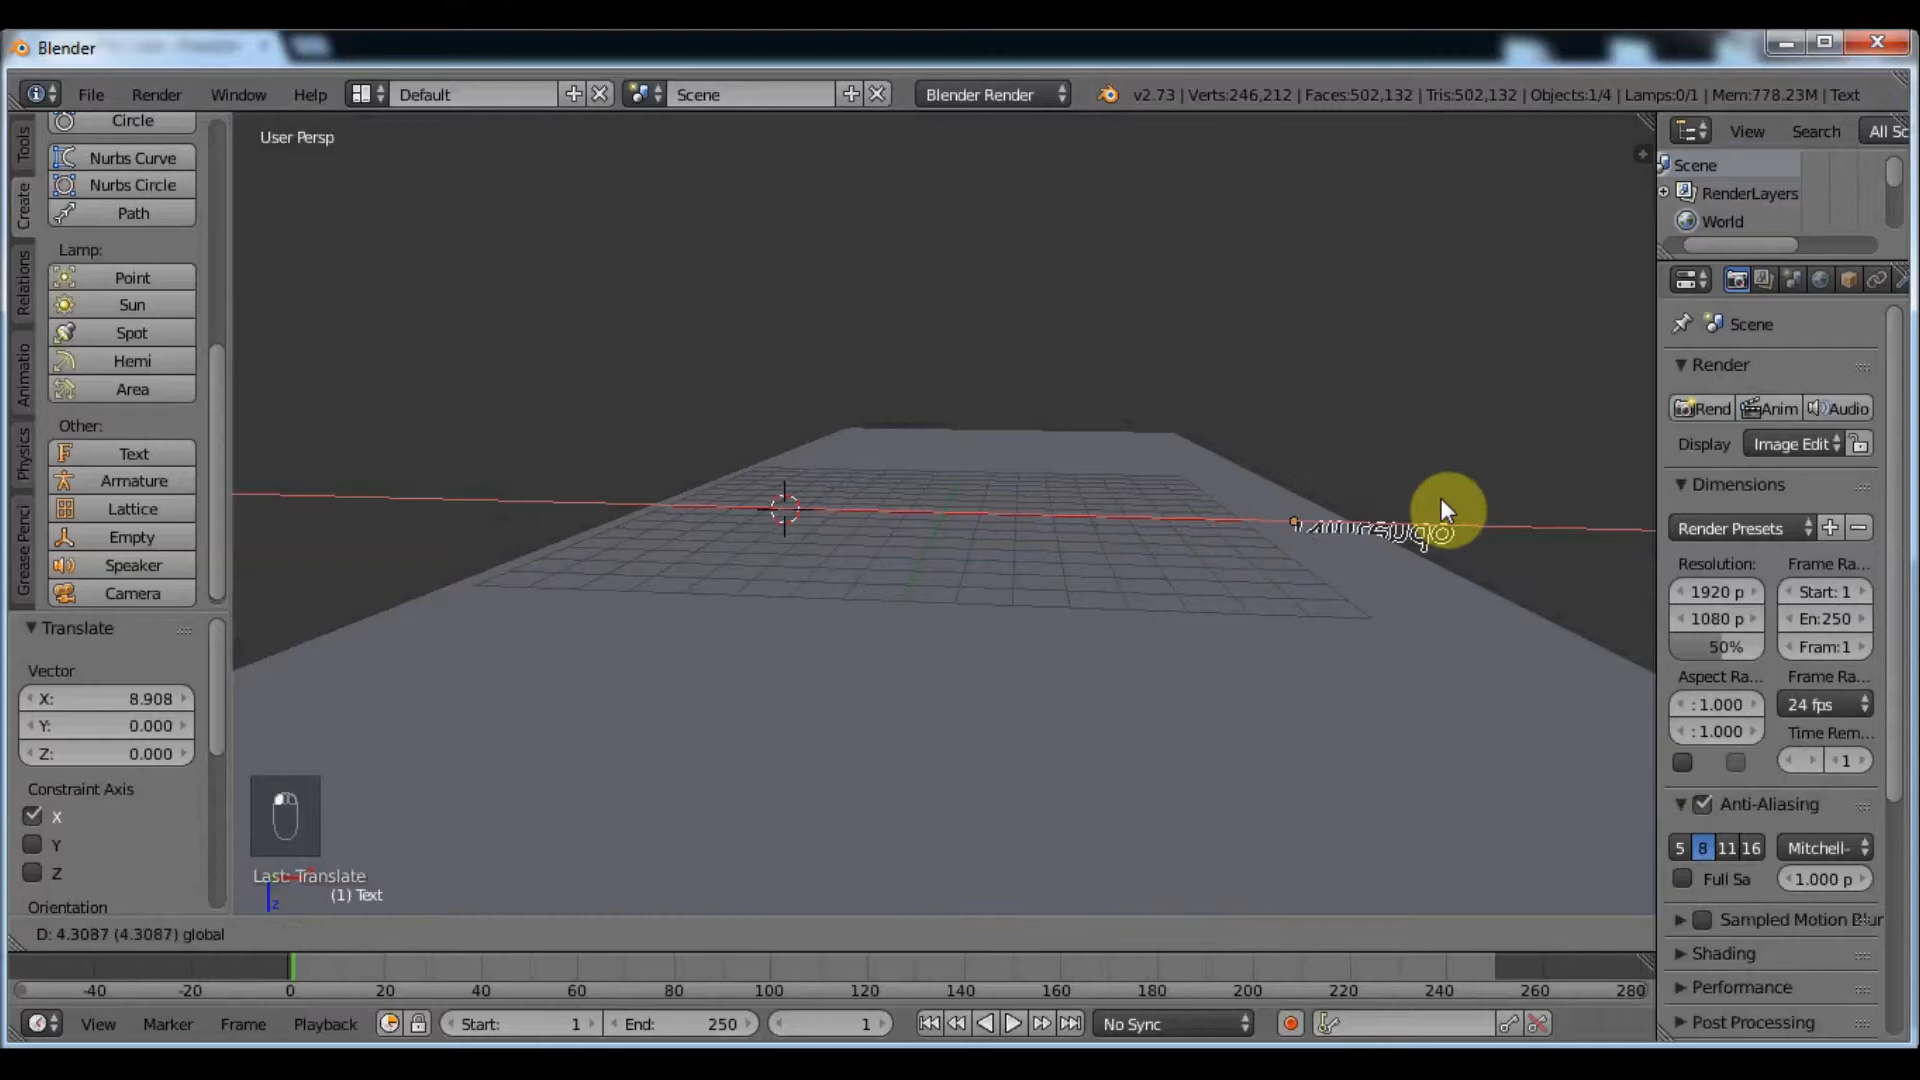 Blender
File Render Window Help Default Scene Blender Render v2.73 | Verts:246,212 | Faces:502,132 | Tris:502,132 | Objects:1/4 | Lamps:0/1 | Mem:778.23M | Text
Tools
Create
Relations
Animatio
Physics
Grease Penci
Circle
Nurbs Curve
Nurbs Circle
Path
Lamp:
Point
Sun
Spot
Hemi
Area
Other:
Text
Armature
Lattice
Empty
Speaker
Camera
Translate
Vector
X: 8.908
Y: 0.000
Z: 0.000
Constraint Axis
X
Y
Z
Orientation
User Persp
Last: Translate
(1) Text
z
D: 4.3087 (4.3087) global
View Search All Sc
Scene
RenderLayers
World
Scene
Render
Rend Anim Audio
Display Image Edit
Dimensions
Render Presets
Resolution: Frame Ra...
1920 p Start: 1
1080 p En:250
50% Fram:1
Aspect Ra... Frame Ra...
: 1.000 24 fps
: 1.000 Time Rem...
1
Anti-Aliasing
5 8 11 16 Mitchell-
Full Sa 1.000 p
Sampled Motion Blur
Shading
Performance
Post Processing
-40 -20 0 20 40 60 80 100 120 140 160 180 200 220 240 260 280
View Marker Frame Playback Start: 1 End: 250 1 No Sync